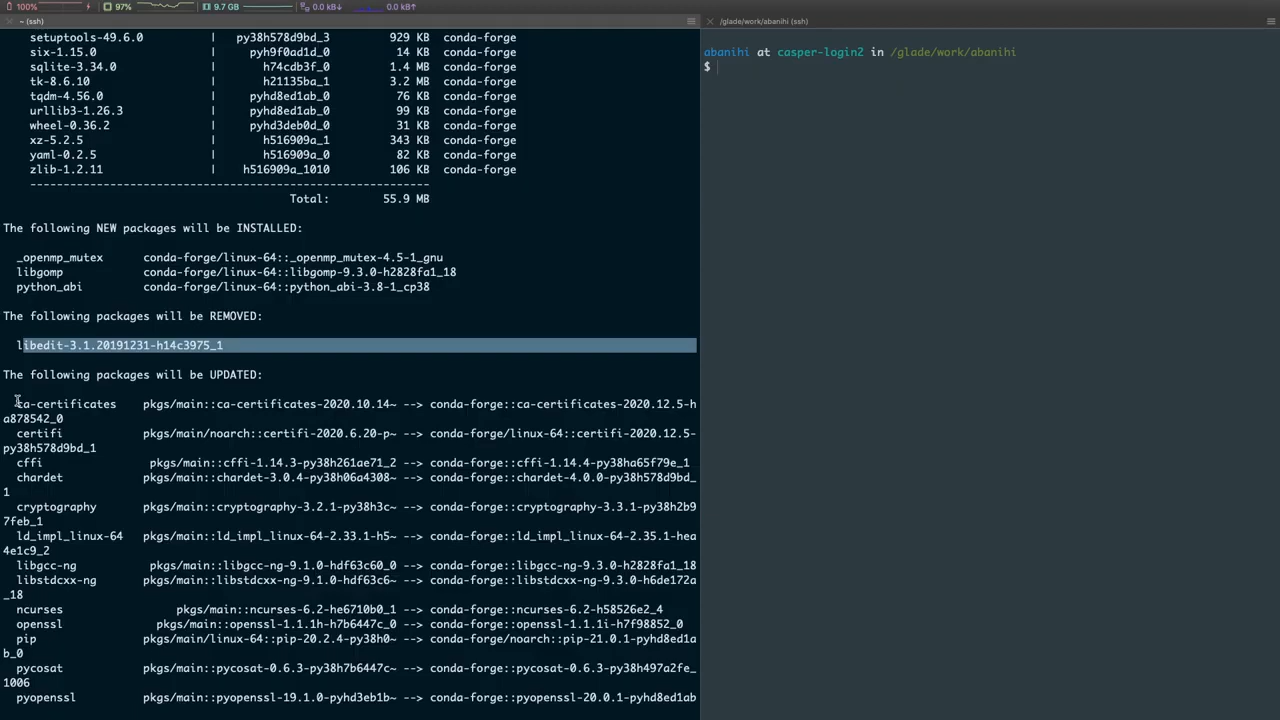 100% 97% 9.7 GB 0.0 kB↓ 0.0 kB↑
~ (ssh)
setuptools-49.6.0 | py38h578d9bd_3 929 KB conda-forge
six-1.15.0 | pyh9f0ad1d_0 14 KB conda-forge
sqlite-3.34.0 | h74cdb3f_0 1.4 MB conda-forge
tk-8.6.10 | h21135ba_1 3.2 MB conda-forge
tqdm-4.56.0 | pyhd8ed1ab_0 76 KB conda-forge
urllib3-1.26.3 | pyhd8ed1ab_0 99 KB conda-forge
wheel-0.36.2 | pyhd3deb0d_0 31 KB conda-forge
xz-5.2.5 | h516909a_1 343 KB conda-forge
yaml-0.2.5 | h516909a_0 82 KB conda-forge
zlib-1.2.11 | h516909a_1010 106 KB conda-forge
------------------------------------------------------------
Total: 55.9 MB
The following NEW packages will be INSTALLED:
_openmp_mutex conda-forge/linux-64::_openmp_mutex-4.5-1_gnu
libgomp conda-forge/linux-64::libgomp-9.3.0-h2828fa1_18
python_abi conda-forge/linux-64::python_abi-3.8-1_cp38
The following packages will be REMOVED:
libedit-3.1.20191231-h14c3975_1
The following packages will be UPDATED:
ca-certificates pkgs/main::ca-certificates-2020.10.14~ --> conda-forge::ca-certificates-2020.12.5-h
a878542_0
certifi pkgs/main/noarch::certifi-2020.6.20-p~ --> conda-forge/linux-64::certifi-2020.12.5-
py38h578d9bd_1
cffi pkgs/main::cffi-1.14.3-py38h261ae71_2 --> conda-forge::cffi-1.14.4-py38ha65f79e_1
chardet pkgs/main::chardet-3.0.4-py38h06a4308~ --> conda-forge::chardet-4.0.0-py38h578d9bd_
1
cryptography pkgs/main::cryptography-3.2.1-py38h3c~ --> conda-forge::cryptography-3.3.1-py38h2b9
7feb_1
ld_impl_linux-64 pkgs/main::ld_impl_linux-64-2.33.1-h5~ --> conda-forge::ld_impl_linux-64-2.35.1-hea
4e1c9_2
libgcc-ng pkgs/main::libgcc-ng-9.1.0-hdf63c60_0 --> conda-forge::libgcc-ng-9.3.0-h2828fa1_18
libstdcxx-ng pkgs/main::libstdcxx-ng-9.1.0-hdf63c6~ --> conda-forge::libstdcxx-ng-9.3.0-h6de172a
_18
ncurses pkgs/main::ncurses-6.2-he6710b0_1 --> conda-forge::ncurses-6.2-h58526e2_4
openssl pkgs/main::openssl-1.1.1h-h7b6447c_0 --> conda-forge::openssl-1.1.1i-h7f98852_0
pip pkgs/main/linux-64::pip-20.2.4-py38h0~ --> conda-forge/noarch::pip-21.0.1-pyhd8ed1a
b_0
pycosat pkgs/main::pycosat-0.6.3-py38h7b6447c~ --> conda-forge::pycosat-0.6.3-py38h497a2fe_
1006
pyopenssl pkgs/main::pyopenssl-19.1.0-pyhd3eb1b~ --> conda-forge::pyopenssl-20.0.1-pyhd8ed1ab
/glade/work/abanihi (ssh)
abanihi at casper-login2 in /glade/work/abanihi
$